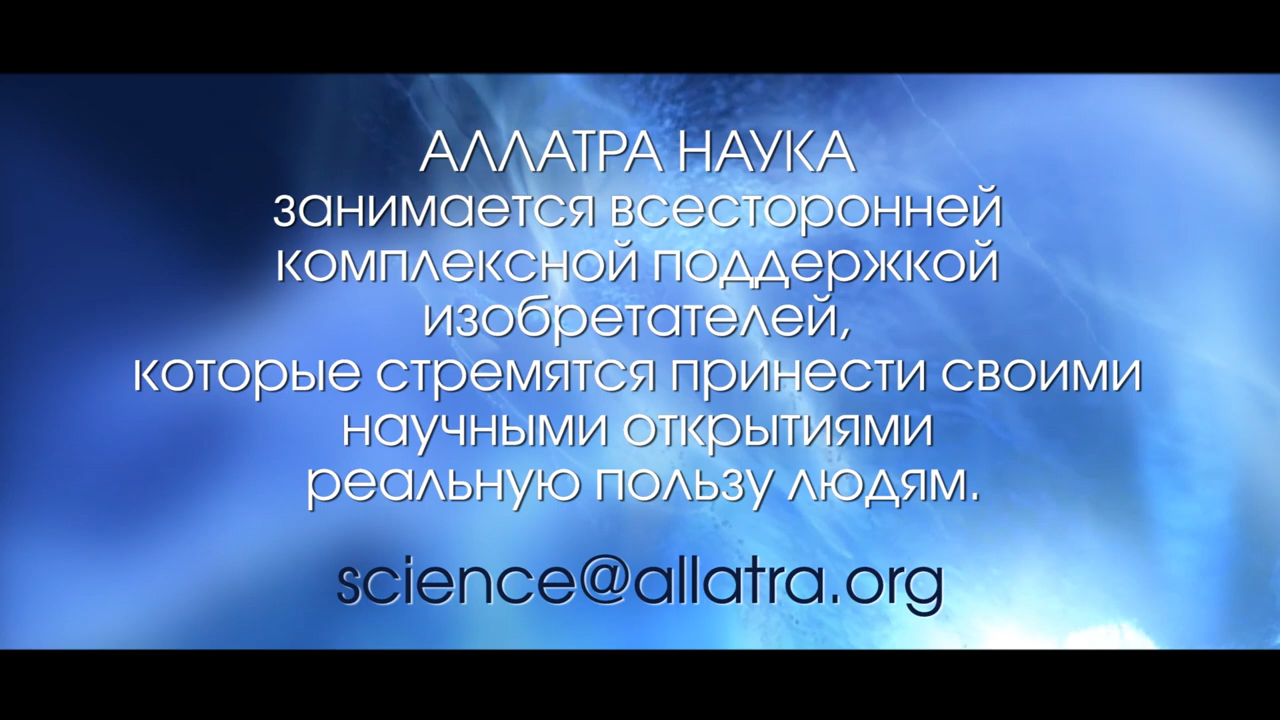 АЛЛАТРА НАУКА
занимается всесторонней
комплексной поддержкой
изобретателей,
которые стремятся принести своими
научными открытиями
реальную пользу людям.
science@allatra.org